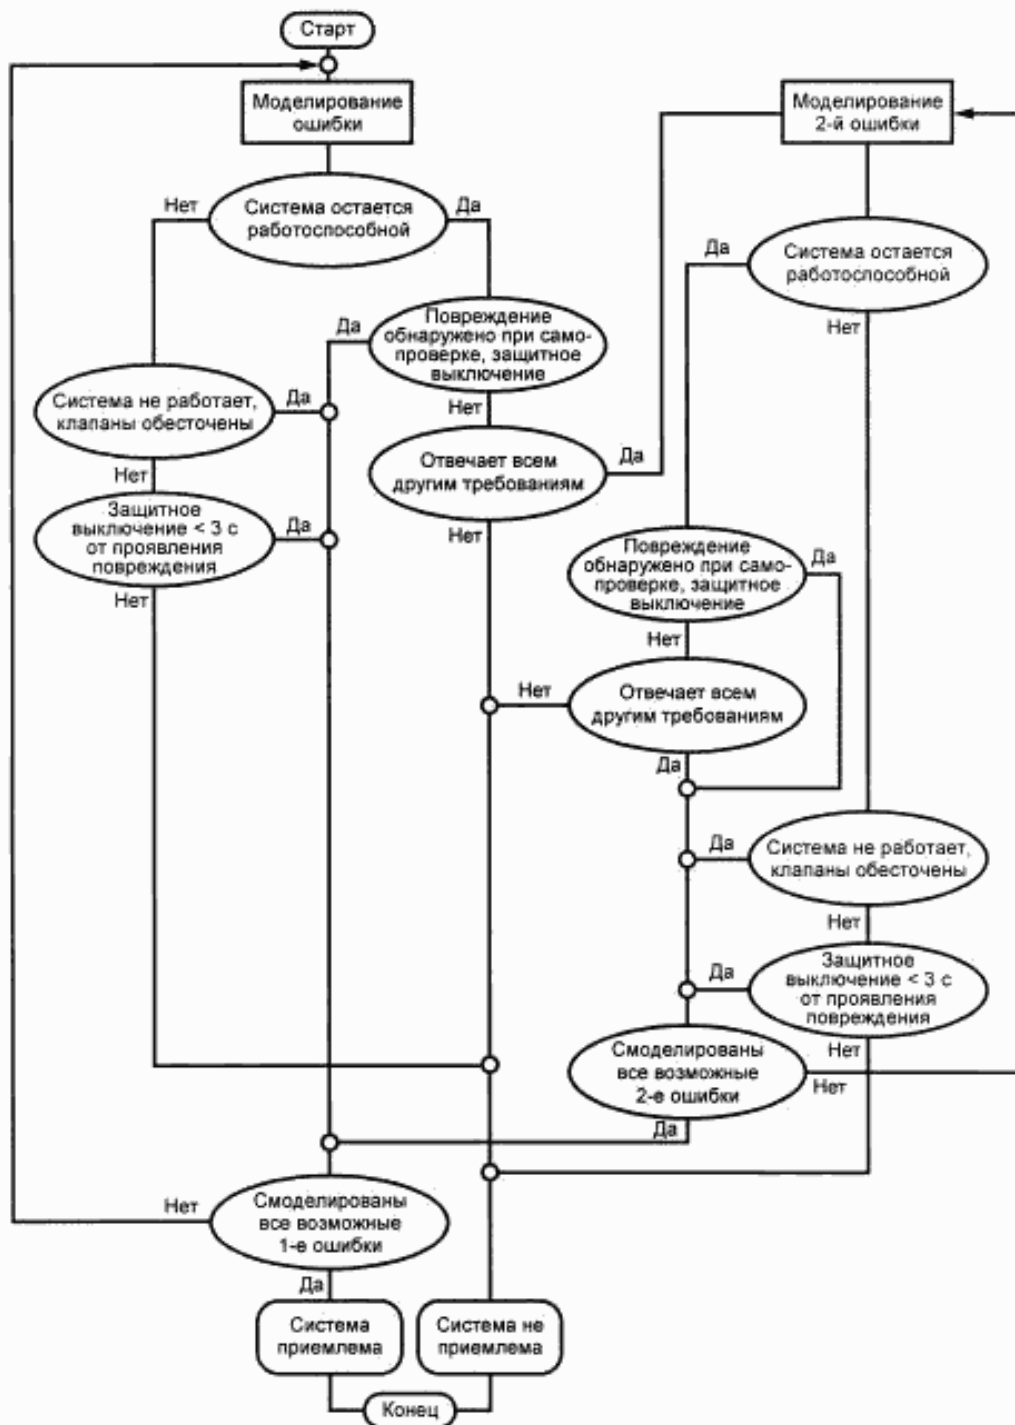 Старт
Моделирование
ошибки
Моделирование
2-й ошибки
Нет
Система остается
работоспособной
Да
Да
Система остается
работоспособной
Нет
Да
Повреждение
обнаружено при само-
проверке, защитное
выключение
Нет
Система не работает,
клапаны обесточены
Да
Нет
Отвечает всем
другим требованиям
Да
Нет
Защитное
выключение < 3 с
от проявления
повреждения
Да
Нет
Повреждение
обнаружено при само-
проверке, защитное
выключение
Да
Нет
Нет
Отвечает всем
другим требованиям
Да
Да
Система не работает,
клапаны обесточены
Нет
Да
Защитное
выключение < 3 с
от проявления
повреждения
Нет
Смоделированы
все возможные
2-е ошибки
Нет
Да
Нет
Смоделированы
все возможные
1-е ошибки
Да
Система
приемлема
Система не
приемлема
Конец